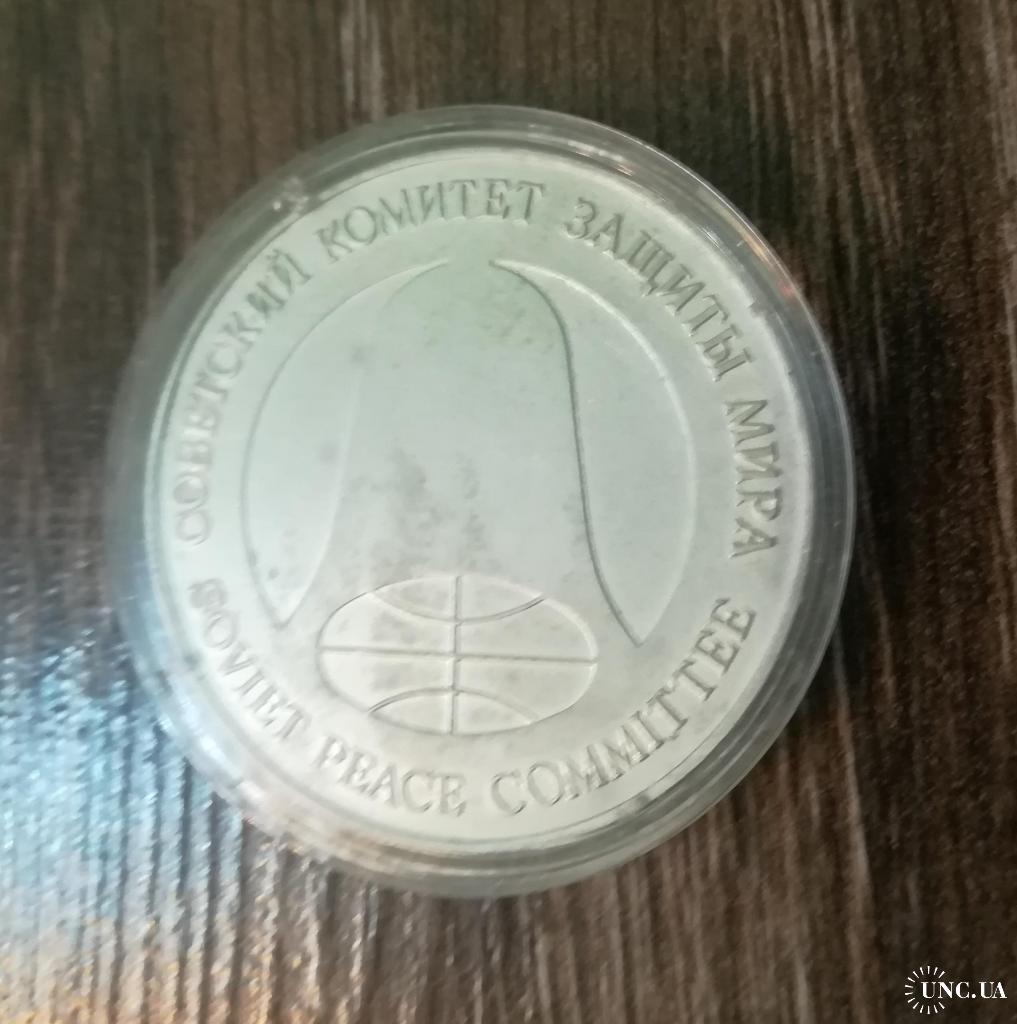 СОВЕТСКИЙ КОМИТЕТ ЗАЩИТЫ МИРА
SOVIET PEACE COMMITTEE
UNC.UA